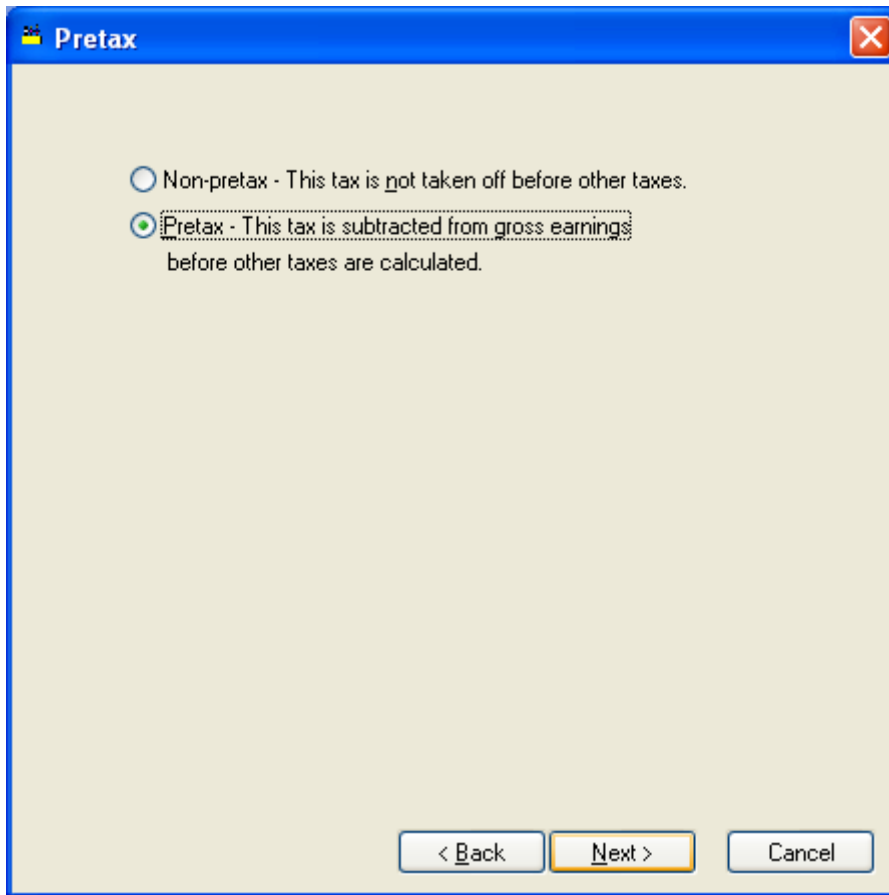 Pretax
Non-pretax - This tax is not taken off before other taxes.
Pretax - This tax is subtracted from gross earnings
before other taxes are calculated.
< Back
Next >
Cancel